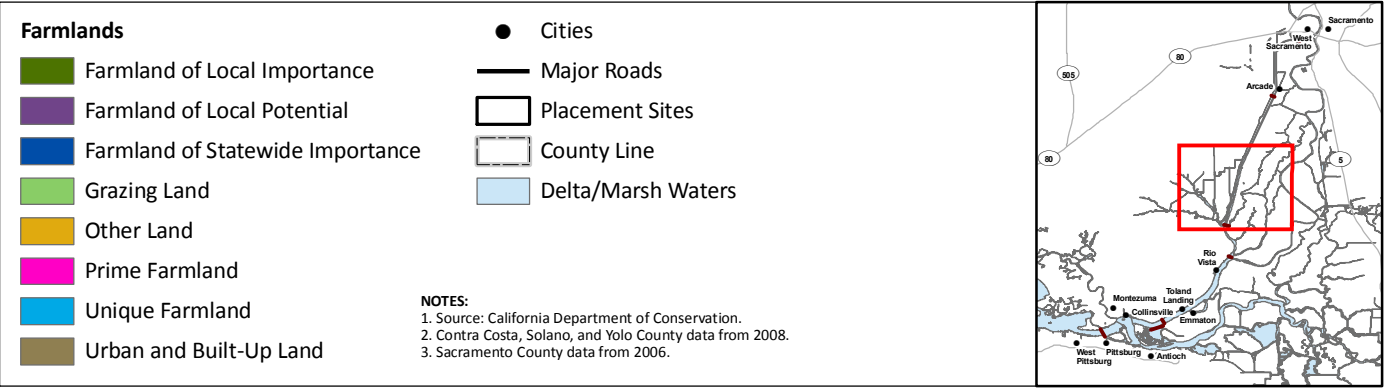 Farmlands
Farmland of Local Importance
Farmland of Local Potential
Farmland of Statewide Importance
Grazing Land
Other Land
Prime Farmland
Unique Farmland
Urban and Built-Up Land
Cities
Major Roads
Placement Sites
County Line
Delta/Marsh Waters
NOTES:
1. Source: California Department of Conservation.
2. Contra Costa, Solano, and Yolo County data from 2008.
3. Sacramento County data from 2006.
Sacramento
West
Sacramento
80
505
Arcade
80
5
Rio
Vista
Toland
Landing
Montezuma
Collinsville
Emmaton
West
Pittsburg
Pittsburg
Antioch